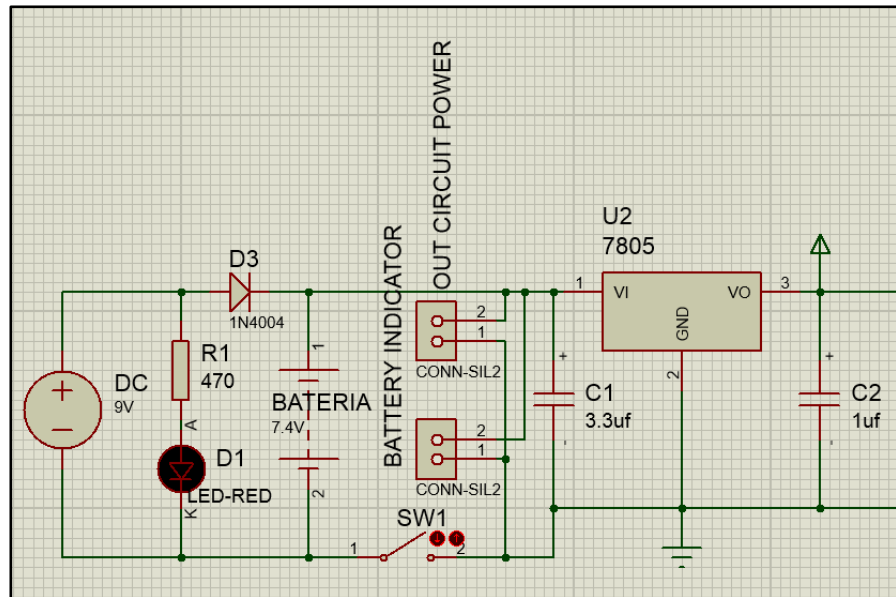 OUT CIRCUIT POWER
BATTERY INDICATOR
U2
7805
D3
1N4004
1
VI
VO
3
GND
2
2
1
CONN-SIL2
R1
470
DC
9V
1
BATERIA
7.4V
2
A
D1
LED-RED
K
2
1
CONN-SIL2
+
C1
3.3uf
-
+
C2
1uf
-
SW1
1
2